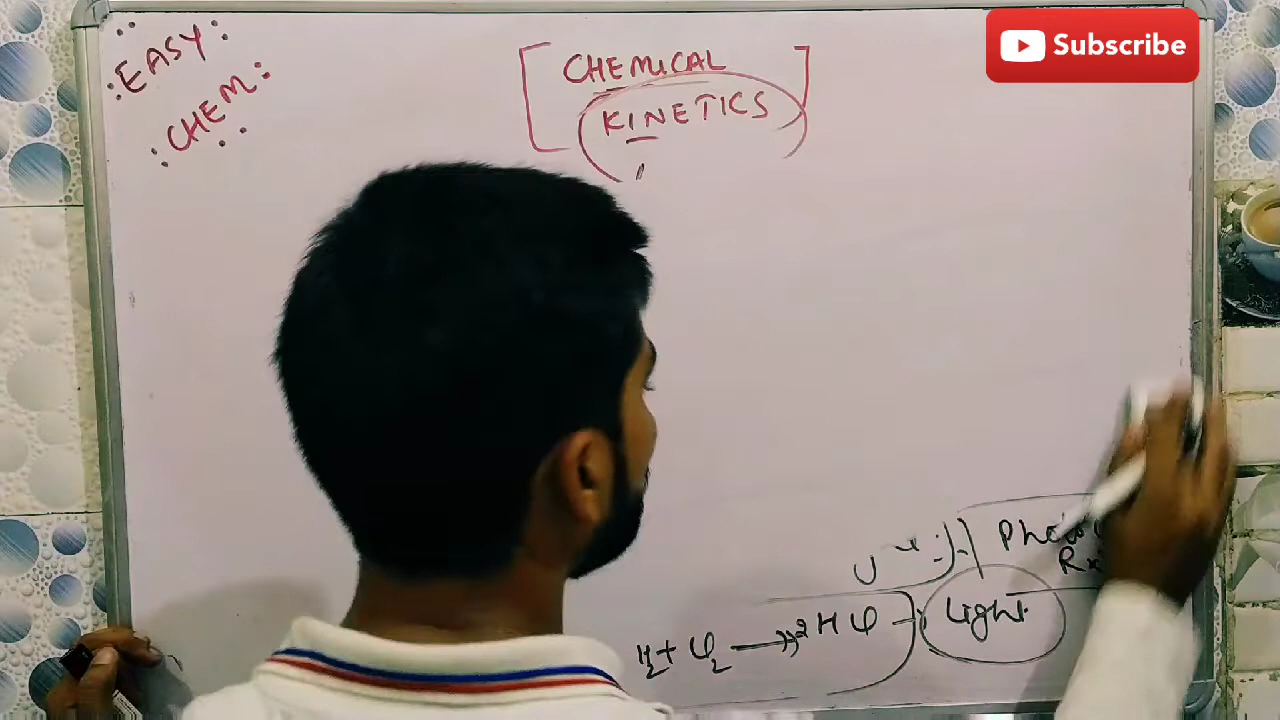 EASY
CHEM
CHEMICAL
KINETICS
Subscribe
H₂ + Cl₂ → 2HCl
Light